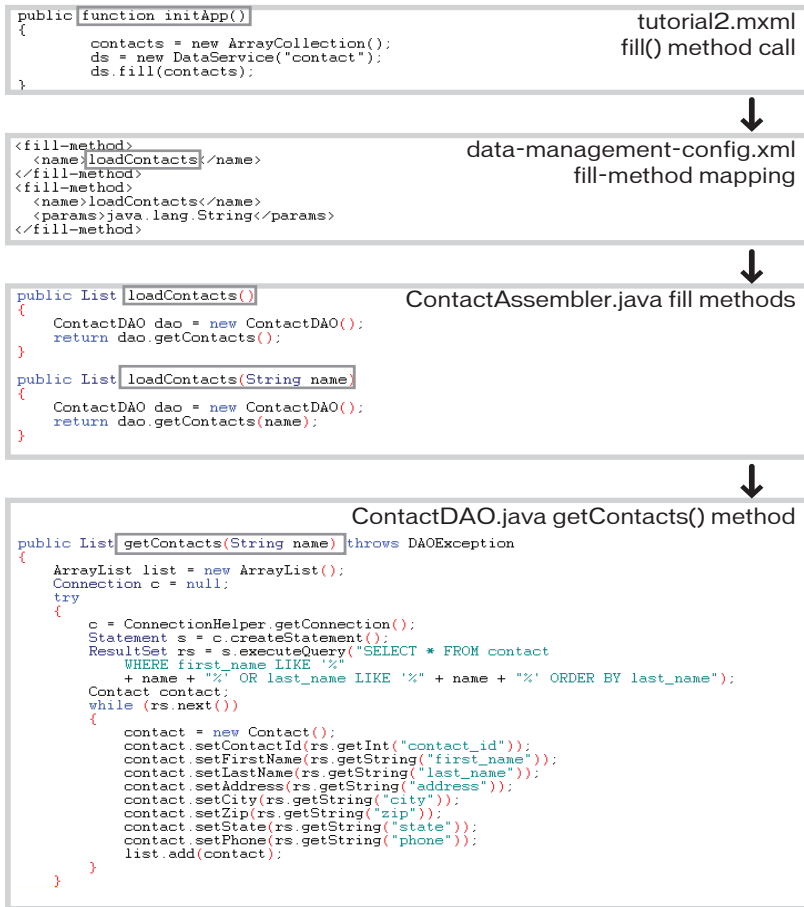 public function initApp()
{
contacts = new ArrayCollection();
ds = new DataService("contact");
ds.fill(contacts);
}
tutorial2.mxml
fill() method call
<fill-method>
<name>loadContacts</name>
</fill-method>
<fill-method>
<name>loadContacts</name>
<params>java.lang.String</params>
</fill-method>
data-management-config.xml
fill-method mapping
ContactAssembler.java fill methods
public List loadContacts()
{
ContactDAO dao = new ContactDAO();
return dao.getContacts();
}
public List loadContacts(String name)
{
ContactDAO dao = new ContactDAO();
return dao.getContacts(name);
}
ContactDAO.java getContacts() method
public List getContacts(String name) throws DAOException
{
ArrayList list = new ArrayList();
Connection c = null;
try
{
c = ConnectionHelper.getConnection();
Statement s = c.createStatement();
ResultSet rs = s.executeQuery("SELECT * FROM contact
WHERE first_name LIKE '%"
+ name + "%' OR last_name LIKE '%" + name + "%' ORDER BY last_name");
Contact contact;
while (rs.next())
{
contact = new Contact();
contact.setContactId(rs.getInt("contact_id"));
contact.setFirstName(rs.getString("first_name"));
contact.setLastName(rs.getString("last_name"));
contact.setAddress(rs.getString("address"));
contact.setCity(rs.getString("city"));
contact.setZip(rs.getString("zip"));
contact.setState(rs.getString("state"));
contact.setPhone(rs.getString("phone"));
list.add(contact);
}
}